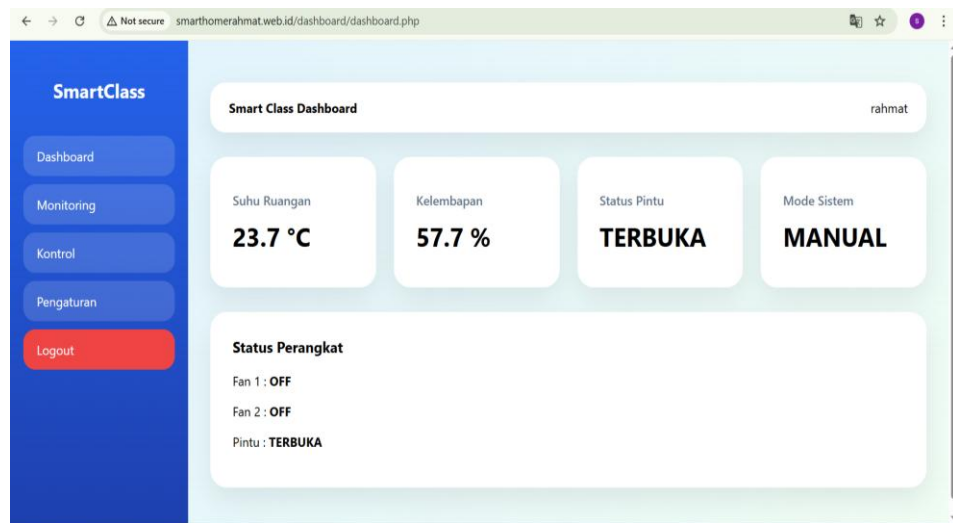 Not secure smarthomerahmat.web.id/dashboard/dashboard.php
SmartClass
Dashboard
Monitoring
Kontrol
Pengaturan
Logout
Smart Class Dashboard rahmat
Suhu Ruangan
23.7 °C
Kelembapan
57.7 %
Status Pintu
TERBUKA
Mode Sistem
MANUAL
Status Perangkat
Fan 1 : OFF
Fan 2 : OFF
Pintu : TERBUKA